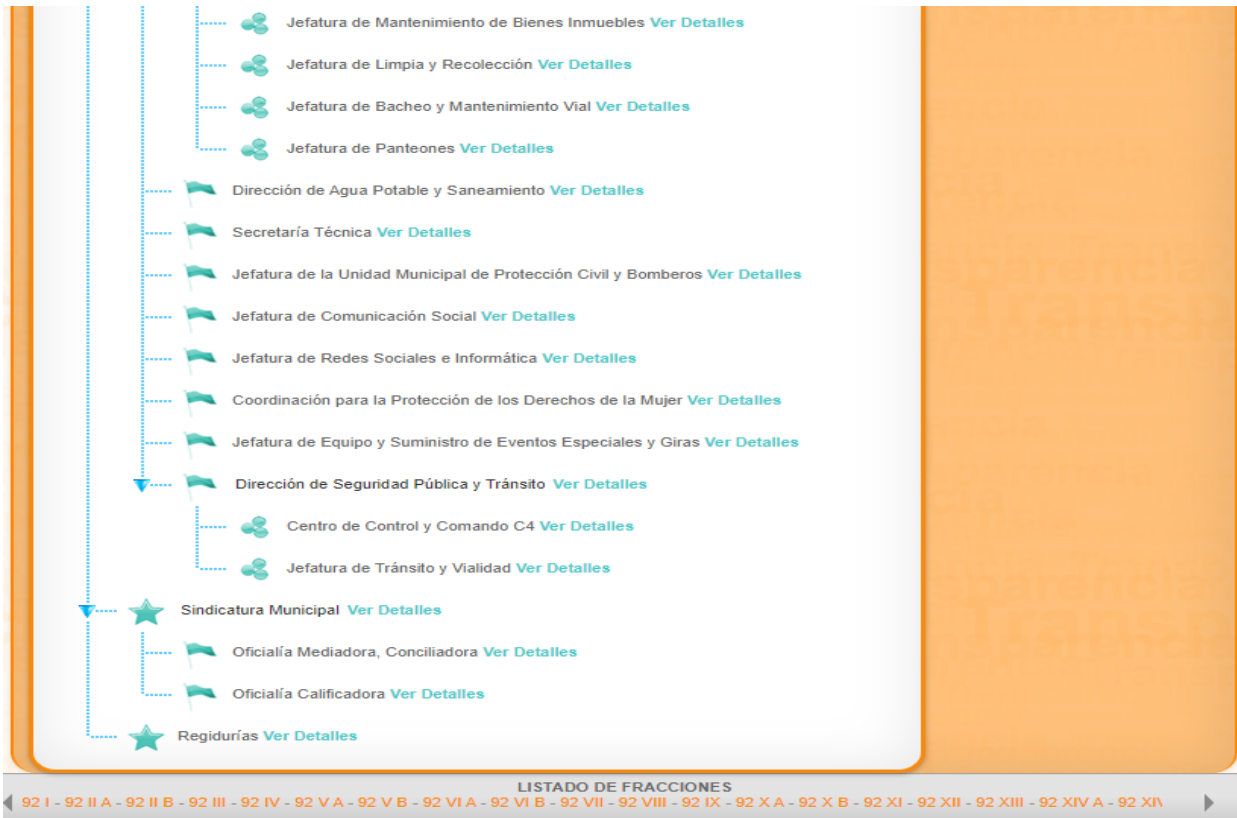 Jefatura de Mantenimiento de Bienes Inmuebles Ver Detalles
Jefatura de Limpia y Recolección Ver Detalles
Jefatura de Bacheo y Mantenimiento Vial Ver Detalles
Jefatura de Panteones Ver Detalles
Dirección de Agua Potable y Saneamiento Ver Detalles
Secretaría Técnica Ver Detalles
Jefatura de la Unidad Municipal de Protección Civil y Bomberos Ver Detalles
Jefatura de Comunicación Social Ver Detalles
Jefatura de Redes Sociales e Informática Ver Detalles
Coordinación para la Protección de los Derechos de la Mujer Ver Detalles
Jefatura de Equipo y Suministro de Eventos Especiales y Giras Ver Detalles
Dirección de Seguridad Pública y Tránsito Ver Detalles
Centro de Control y Comando C4 Ver Detalles
Jefatura de Tránsito y Vialidad Ver Detalles
Sindicatura Municipal Ver Detalles
Oficialía Mediadora, Conciliadora Ver Detalles
Oficialía Calificadora Ver Detalles
Regidurías Ver Detalles
LISTADO DE FRACCIONES
92 I - 92 II A - 92 II B - 92 III - 92 IV - 92 V A - 92 V B - 92 VI A - 92 VI B - 92 VII - 92 VIII - 92 IX - 92 X A - 92 X B - 92 XI - 92 XII - 92 XIII - 92 XIV A - 92